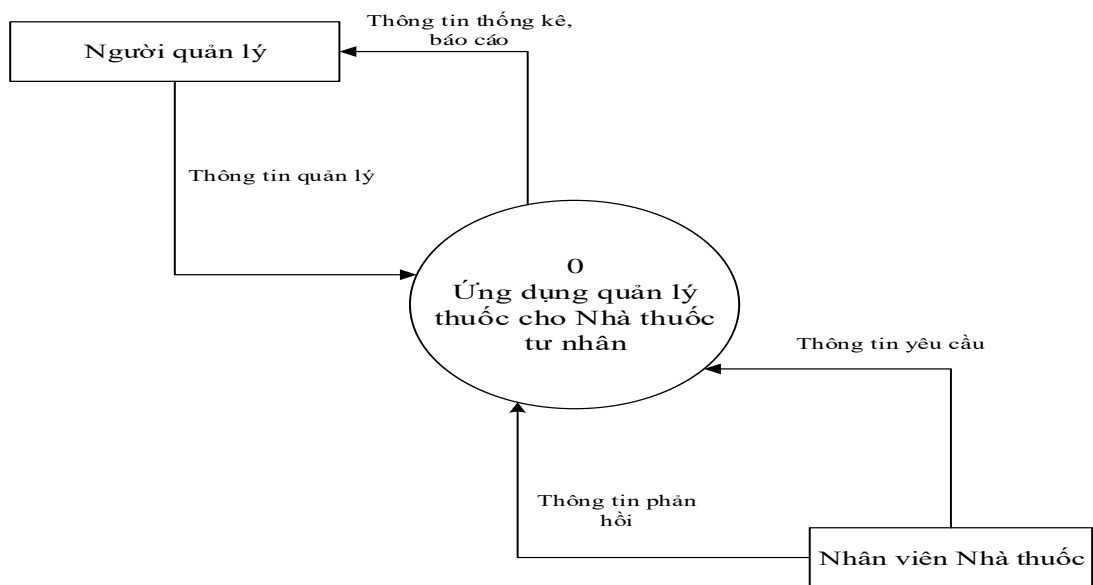 Thông tin thống kê,
báo cáo
Người quản lý
Thông tin quản lý
0
Ứng dụng quản lý
thuốc cho Nhà thuốc
tư nhân
Thông tin yêu cầu
Thông tin phản
hồi
Nhân viên Nhà thuốc